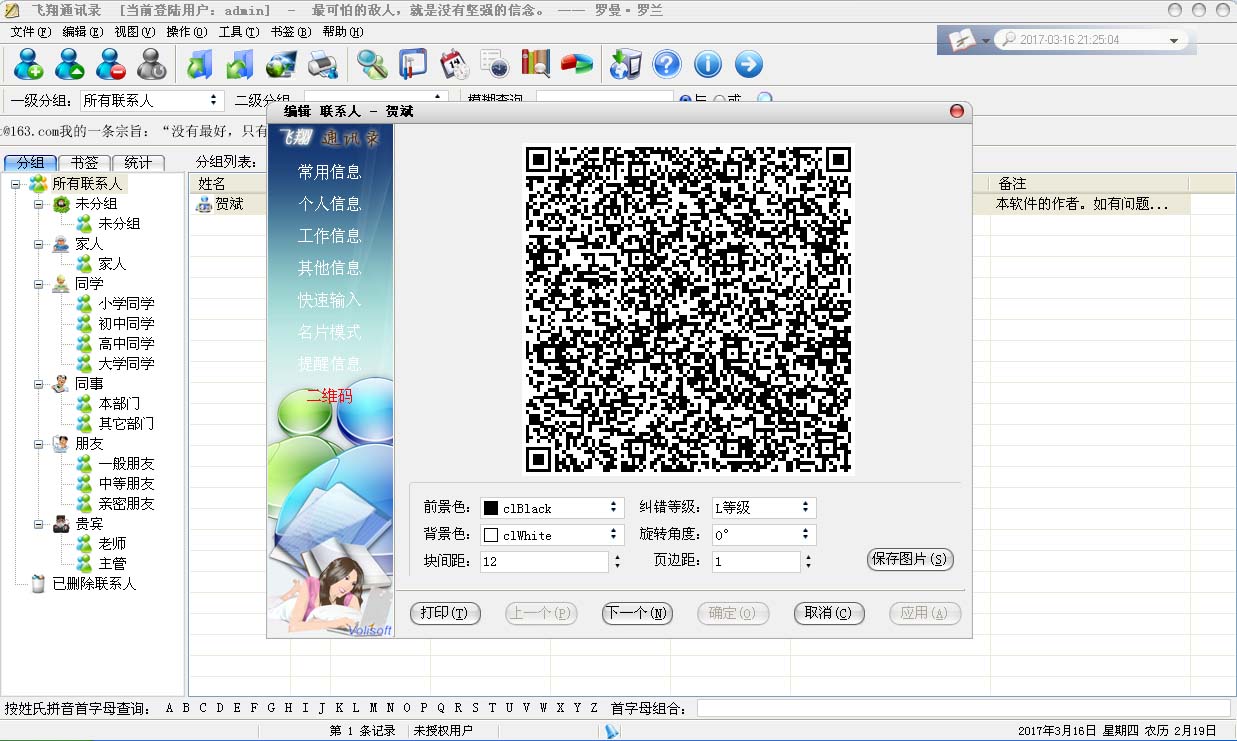 飞翔通讯录 [当前登陆用户: admin] - 最可怕的敌人，就是没有坚强的信念。 —— 罗曼·罗兰
文件(F) 编辑(E) 视图(V) 操作(O) 工具(T) 书签(B) 帮助(H)
2017-03-16 21:25:04
一级分组: 所有联系人 二级分组
编辑 联系人 - 贺斌
@163.com我的一条宗旨: “没有最好，只有
飞翔 通讯录
分组 书签 统计 分组列表:
姓名 备注
贺斌 本软件的作者。如有问题...
所有联系人
未分组
未分组
家人
家人
同学
小学同学
初中同学
高中同学
大学同学
同事
本部门
其它部门
朋友
一般朋友
中等朋友
亲密朋友
贵宾
老师
主管
已删除联系人
常用信息
个人信息
工作信息
其他信息
快速输入
名片模式
提醒信息
二维码
Volisoft
前景色: clBlack 纠错等级: L等级
背景色: clWhite 旋转角度: 0°
块间距: 12 页边距: 1 保存图片(S)
打印(T) 上一个(P) 下一个(N) 确定(O) 取消(C) 应用(A)
按姓氏拼音首字母查询: A B C D E F G H I J K L M N O P Q R S T U V W X Y Z 首字母组合:
第 1 条记录 未授权用户 2017年3月16日 星期四 农历 2月19日